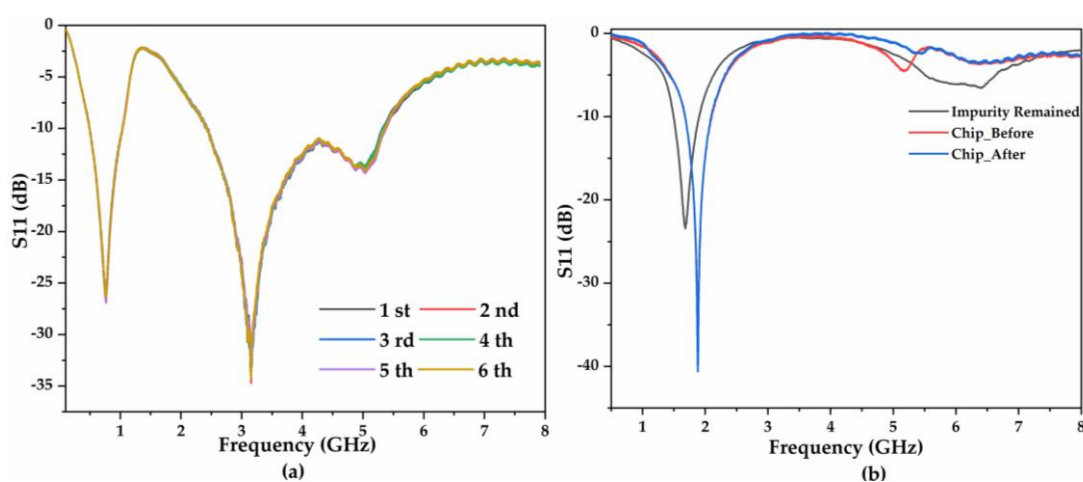 0
-5
-10
-15
-20
-25
-30
-35
S11 (dB)
1 st 2 nd
3 rd 4 th
5 th 6 th
1 2 3 4 5 6 7 8
Frequency (GHz)
(a)
0
-10
-20
-30
-40
S11 (dB)
Impurity Remained
Chip_Before
Chip_After
1 2 3 4 5 6 7 8
Frequency (GHz)
(b)